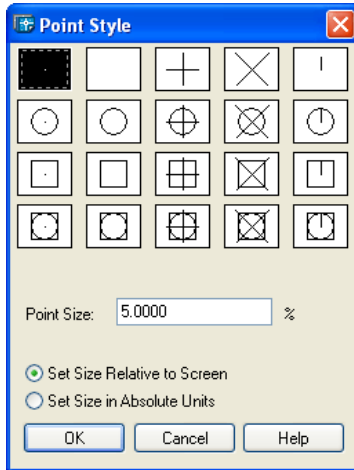 Point Style
Point Size: 5.0000 %
Set Size Relative to Screen
Set Size in Absolute Units
OK Cancel Help